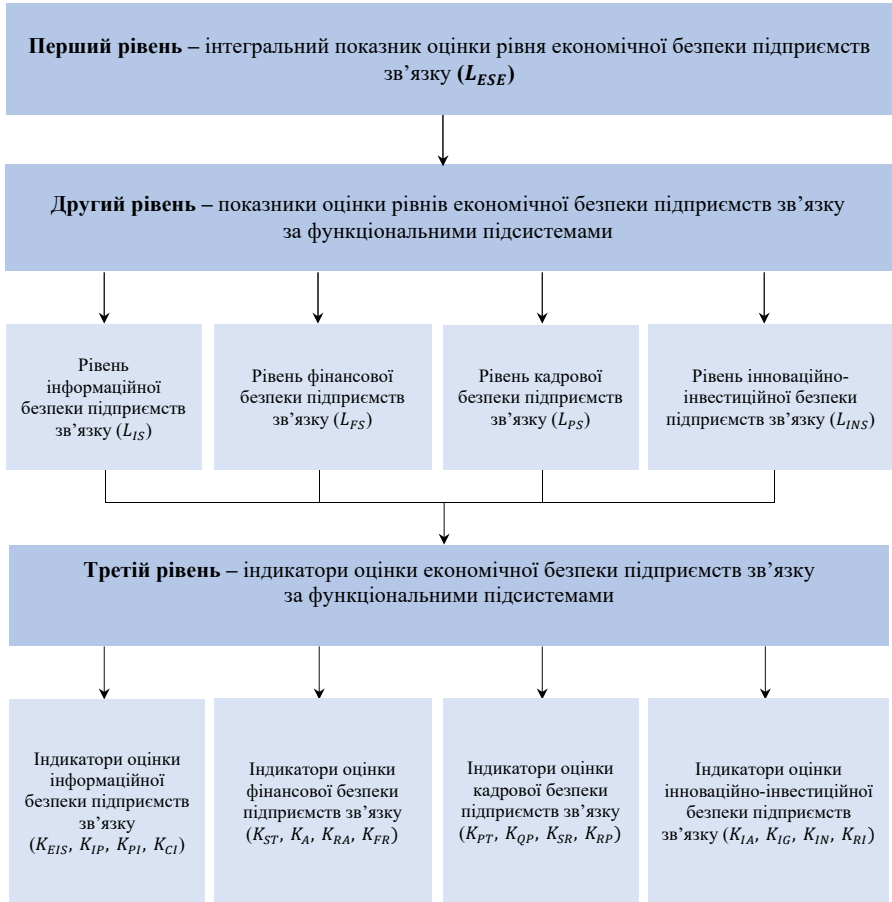 Перший рівень – інтегральний показник оцінки рівня економічної безпеки підприємств
зв’язку (L_ESE)
Другий рівень – показники оцінки рівнів економічної безпеки підприємств зв’язку
за функціональними підсистемами
Рівень
інформаційної
безпеки підприємств
зв’язку (L_IS)
Рівень фінансової
безпеки підприємств
зв’язку (L_FS)
Рівень кадрової
безпеки підприємств
зв’язку (L_PS)
Рівень інноваційно-
інвестиційної безпеки
підприємств зв’язку (L_INS)
Третій рівень – індикатори оцінки економічної безпеки підприємств зв’язку
за функціональними підсистемами
Індикатори оцінки
інформаційної
безпеки підприємств
зв’язку
(K_EIS, K_IP, K_PI, K_CI)
Індикатори оцінки
фінансової безпеки
підприємств зв’язку
(K_ST, K_A, K_RA, K_FR)
Індикатори оцінки
кадрової безпеки
підприємств зв’язку
(K_PT, K_QP, K_SR, K_RP)
Індикатори оцінки
інноваційно-інвестиційної
безпеки підприємств
зв’язку (K_IA, K_IG, K_IN, K_RI)